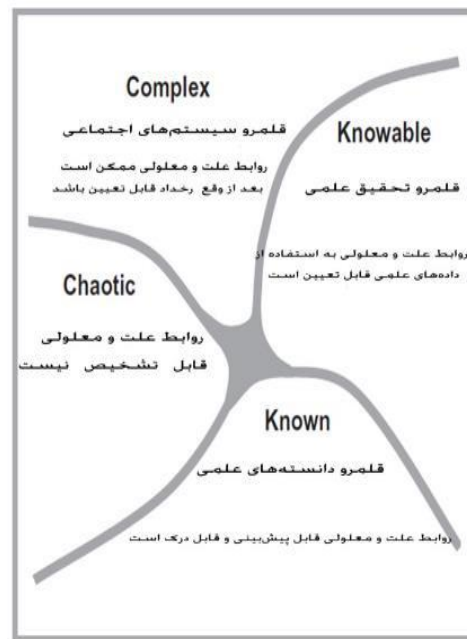 Complex
قلمرو سیستم‌های اجتماعی
روابط علت و معلولی ممکن است
بعد از وقع رخداد قابل تعیین باشد
Knowable
قلمرو تحقیق علمی
روابط علت و معلولی به استفاده از
داده‌های علمی قابل تعیین است
Chaotic
روابط علت و معلولی
قابل تشخیص نیست
Known
قلمرو دانسته‌های علمی
روابط علت و معلولی قابل پیش‌بینی و قابل درک است